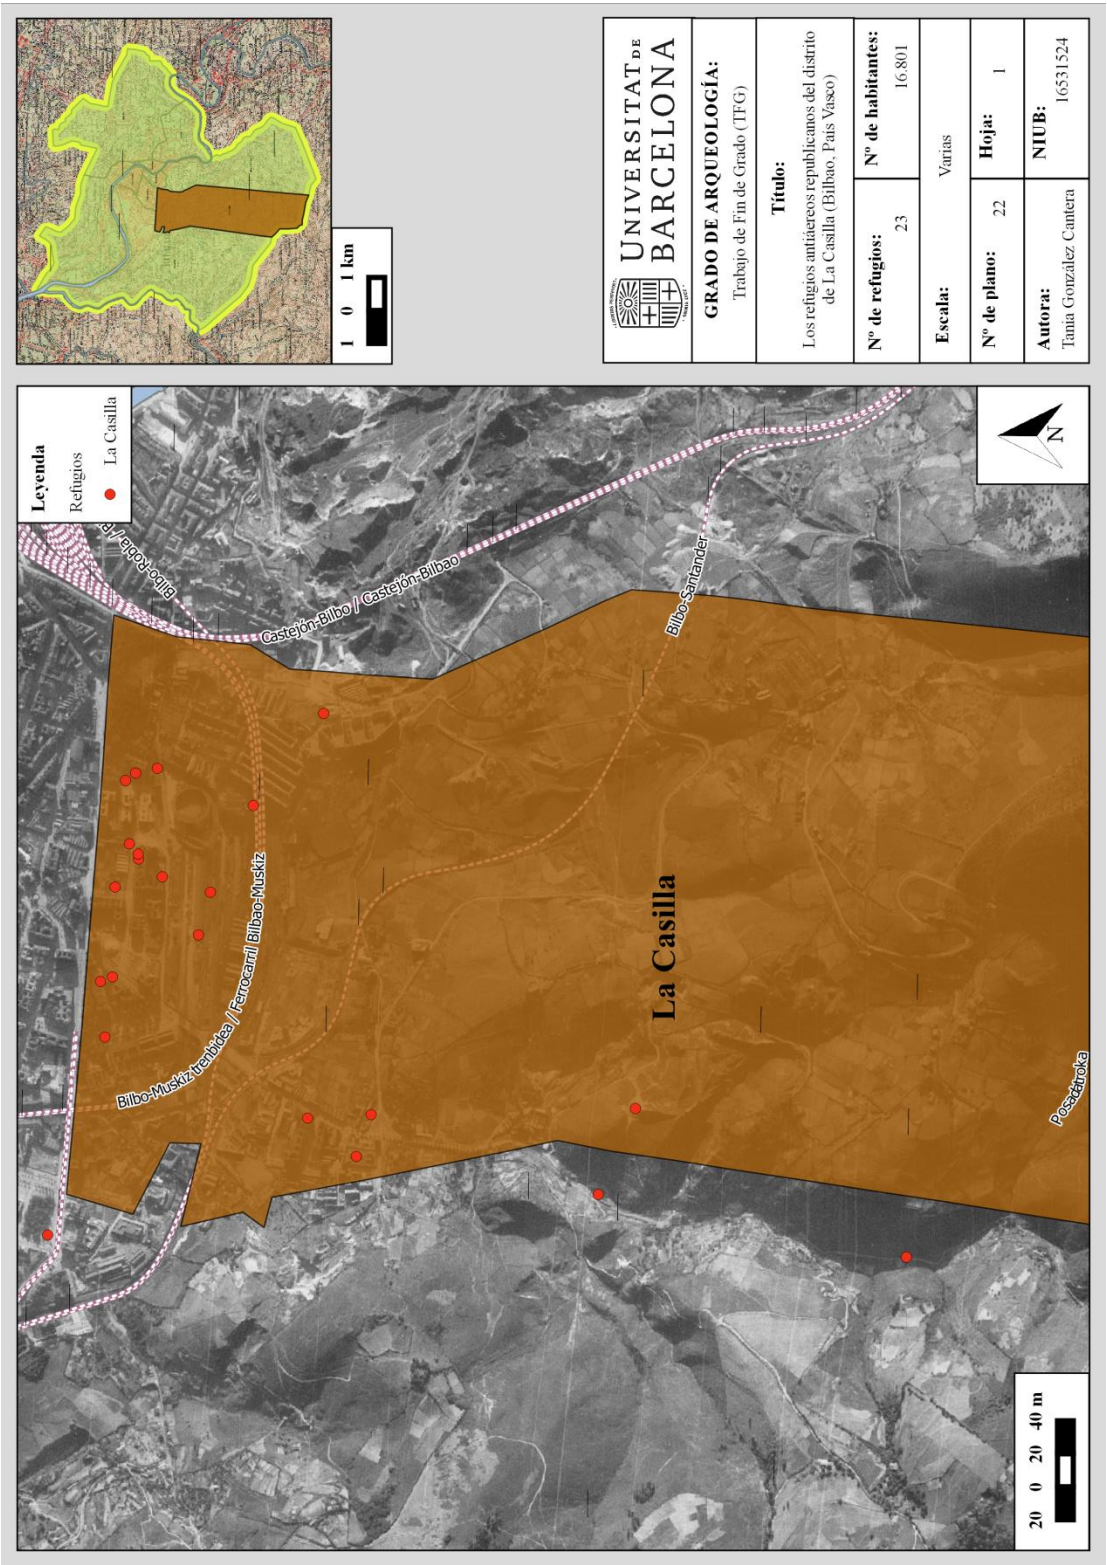 Leyenda
Refugios
La Casilla
Bilbo-Robla /
Castejón-Bilbo / Castejón-Bilbao
Bilbo-Santander
Bilbo-Muskiz trenbidea / Ferrocarril Bilbao-Muskiz
La Casilla
Posadatroka
N
20 0 20 40 m
1 0 1 km
UNIVERSITAT DE
BARCELONA
GRADO DE ARQUEOLOGÍA:
Trabajo de Fin de Grado (TFG)
Título:
Los refugios antiáereos republicanos del distrito
de La Casilla (Bilbao, País Vasco)
Nº de refugios:
23
Nº de habitantes:
16.801
Escala:
Varias
Nº de plano:
22
Hoja:
1
Autora:
Tania González Cantera
NIUB:
16531524